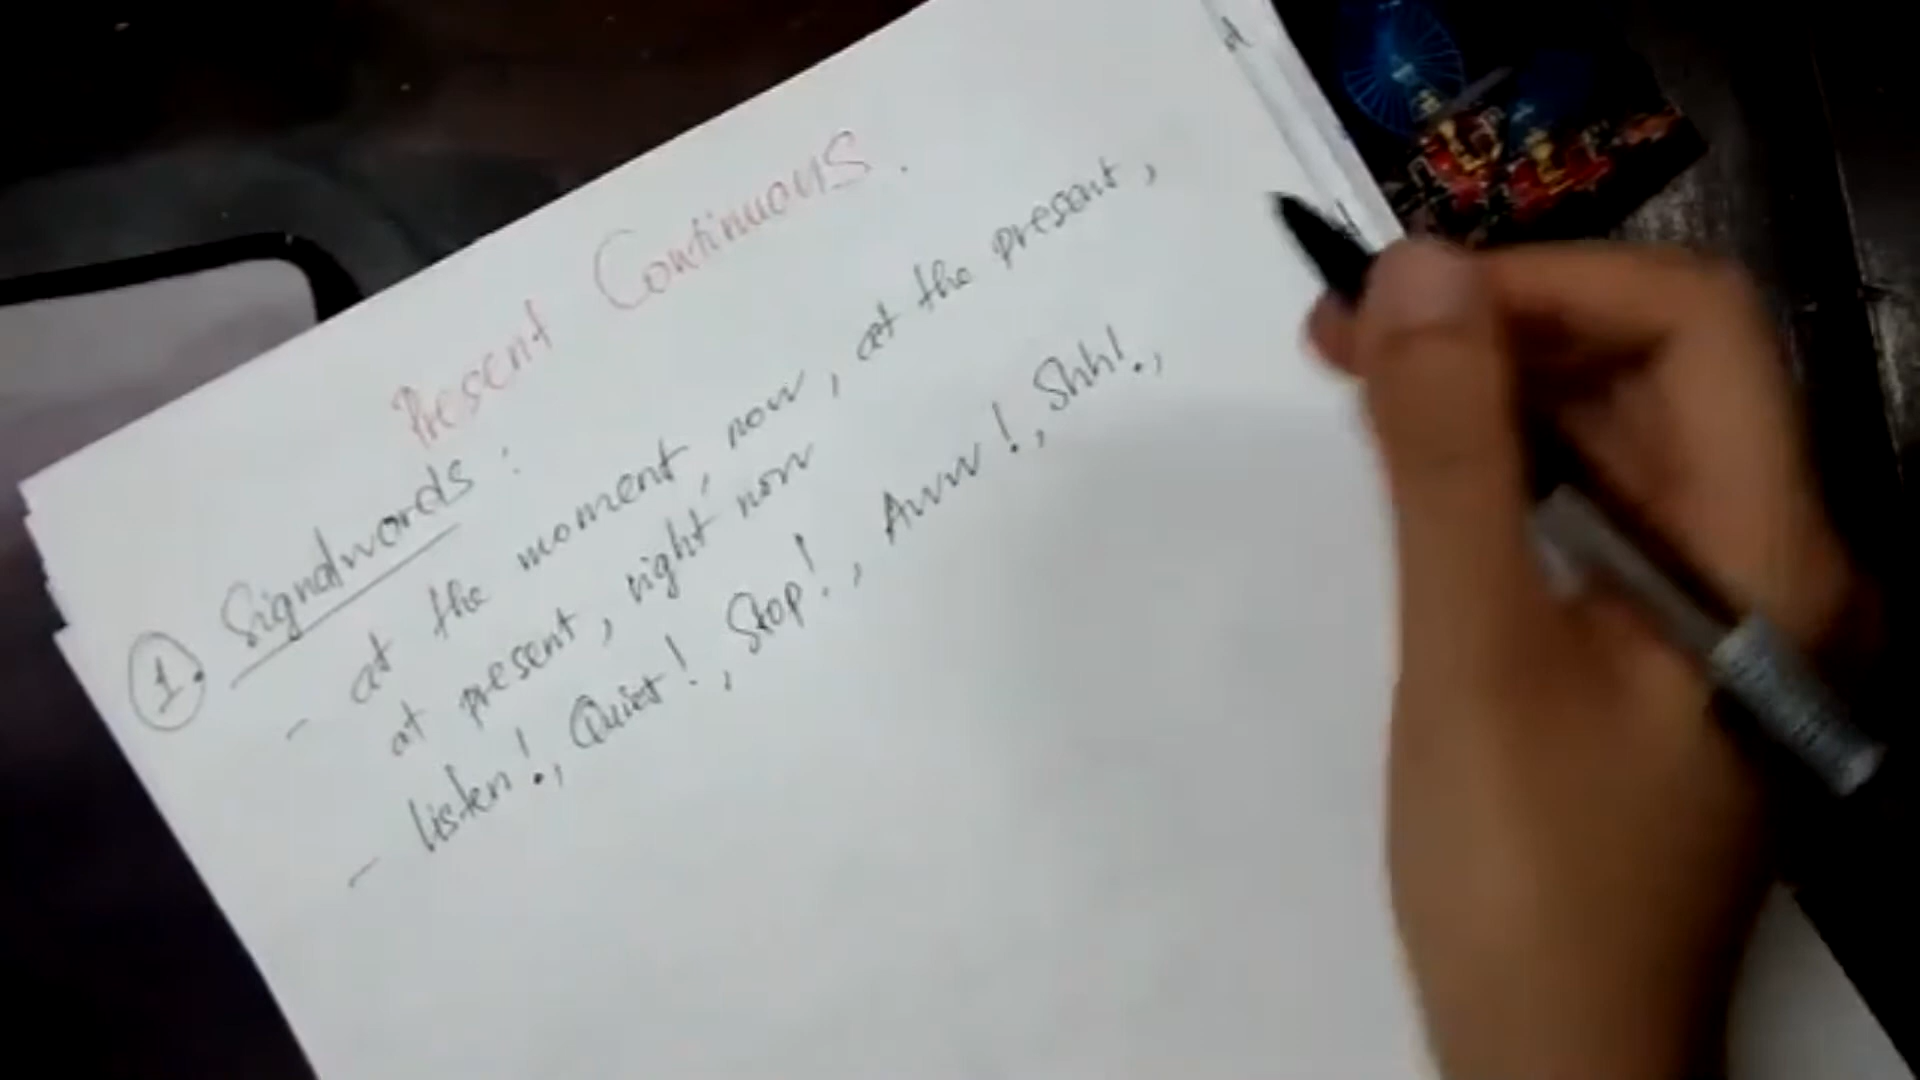 Present Continuous.
1. Signalwords:
- at the moment, now, at the present,
at present, right now
- listen!, Quiet!, Stop!, Aww!, Shh!,